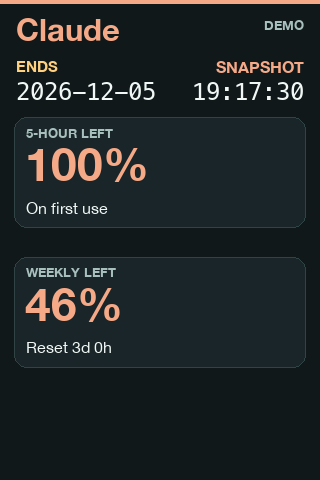 Claude
DEMO
ENDS
SNAPSHOT
2026-12-05
19:17:30
5-HOUR LEFT
100%
On first use
WEEKLY LEFT
46%
Reset 3d 0h